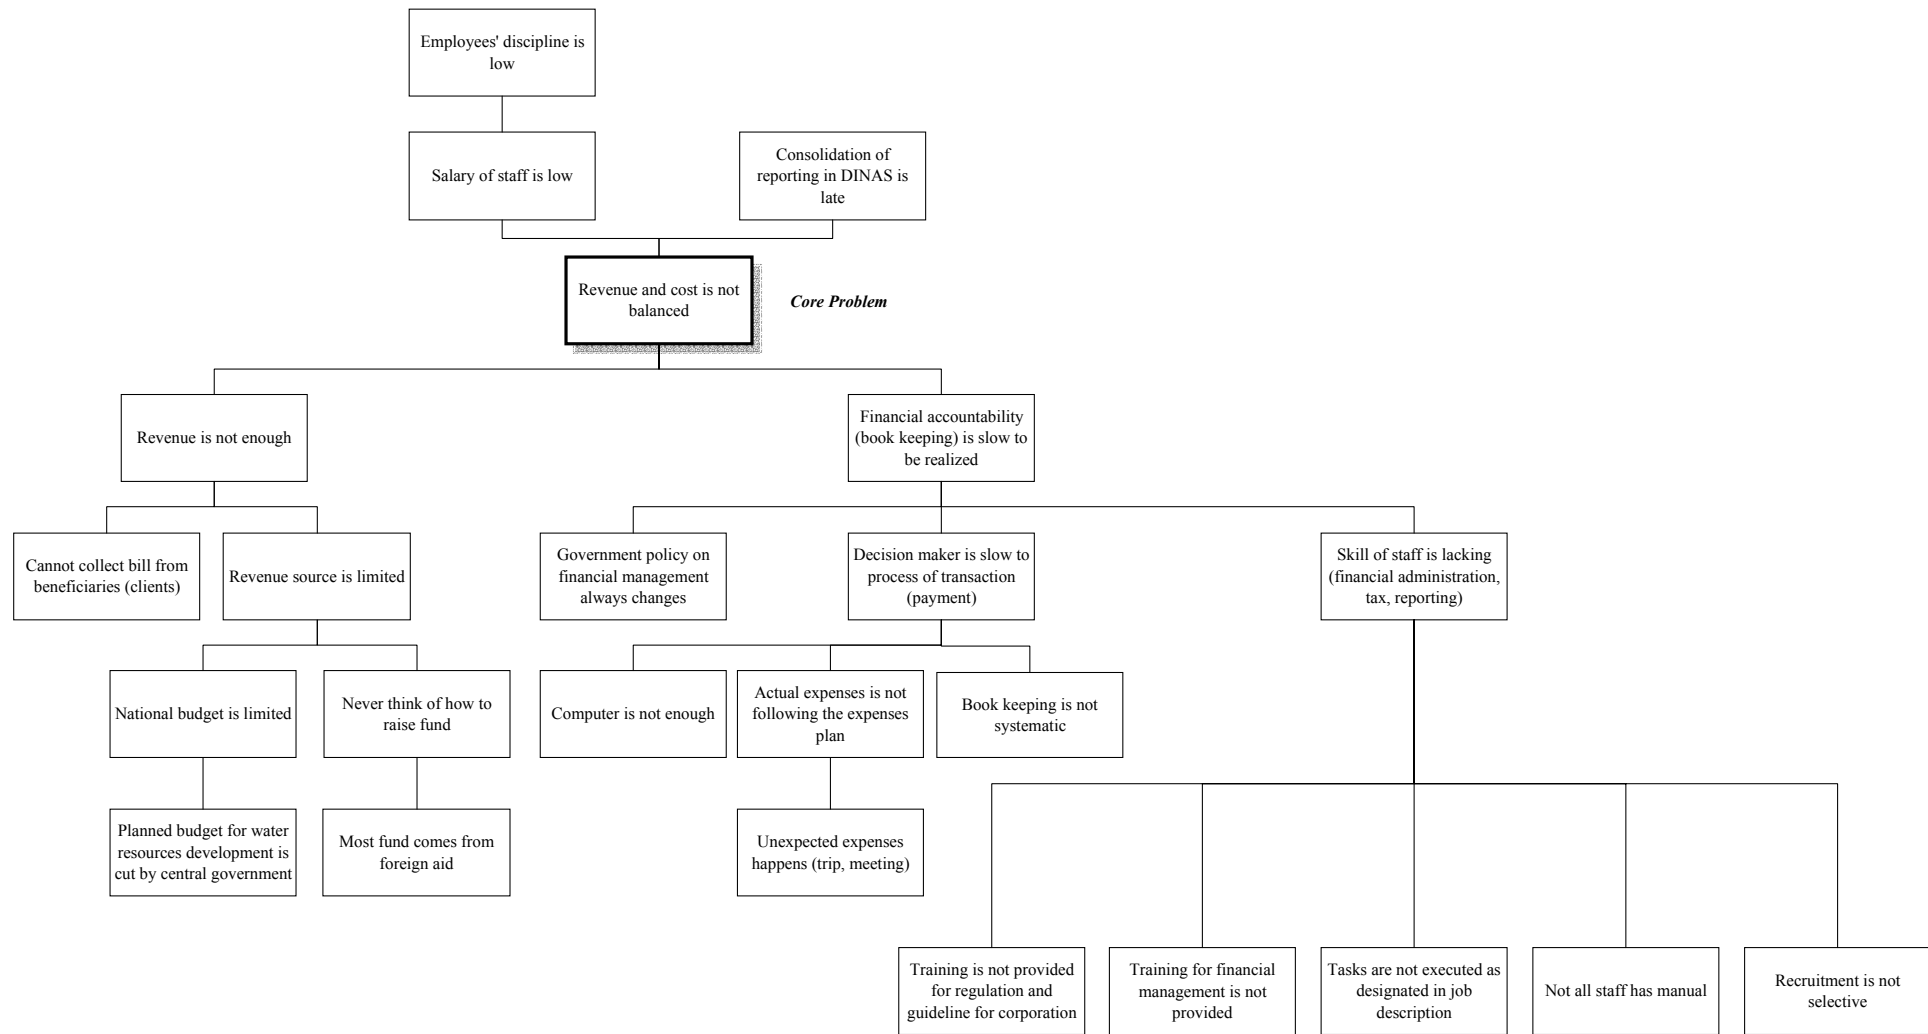 Employees' discipline is
low
Salary of staff is low
Consolidation of
reporting in DINAS is
late
Revenue and cost is not
balanced
Core Problem
Revenue is not enough
Financial accountability
(book keeping) is slow to
be realized
Cannot collect bill from
beneficiaries (clients)
Revenue source is limited
Government policy on
financial management
always changes
Decision maker is slow to
process of transaction
(payment)
Skill of staff is lacking
(financial administration,
tax, reporting)
National budget is limited
Never think of how to
raise fund
Computer is not enough
Actual expenses is not
following the expenses
plan
Book keeping is not
systematic
Planned budget for water
resources development is
cut by central government
Most fund comes from
foreign aid
Unexpected expenses
happens (trip, meeting)
Training is not provided
for regulation and
guideline for corporation
Training for financial
management is not
provided
Tasks are not executed as
designated in job
description
Not all staff has manual
Recruitment is not
selective